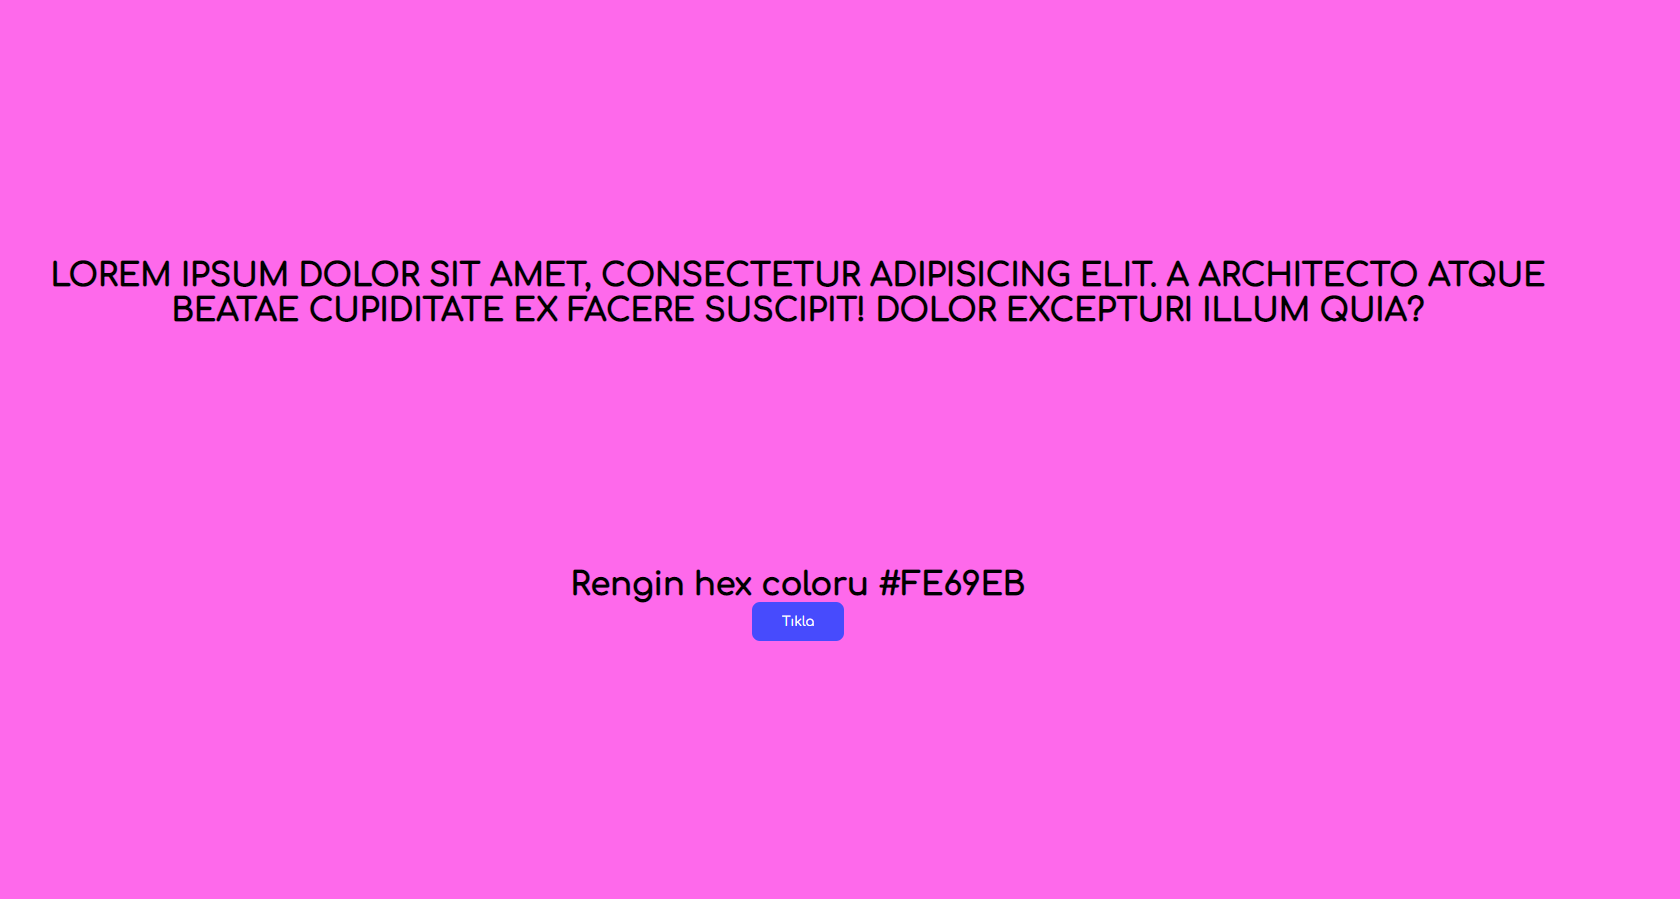 LOREM IPSUM DOLOR SIT AMET, CONSECTETUR ADIPISICING ELIT. A ARCHITECTO ATQUE
BEATAE CUPIDITATE EX FACERE SUSCIPIT! DOLOR EXCEPTURI ILLUM QUIA?
Rengin hex coloru #FE69EB
Tıkla